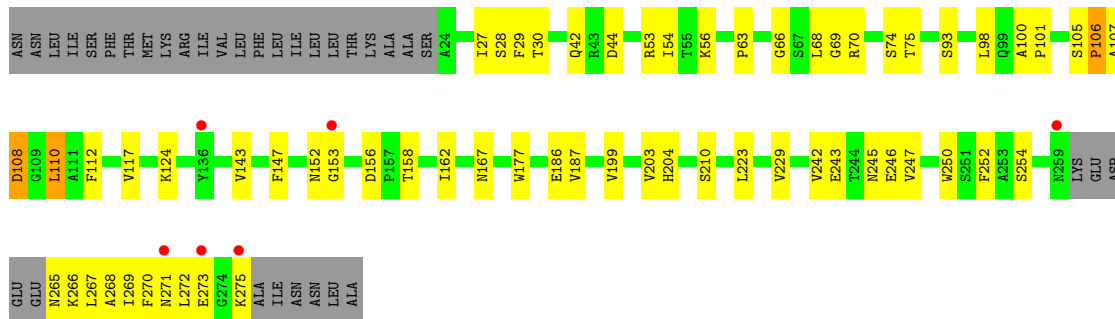 ASN ASN LEU ILE SER PHE THR MET LYS ARG ILE VAL LEU PHE LEU ILE LEU LEU THR LYS ALA ALA SER A24 I27 S28 F29 T30 Q42 R43 D44 R53 I54 T55 K56 P63 G66 S67 L68 G69 R70 S74 T75 S93 L98 Q99 A100 P101 S105 P106 A107
D108 G109 L110 A111 F112 V117 K124 Y136 V143 F147 N152 G153 D156 P157 T158 I162 N167 W177 E186 V187 V199 V203 H204 S210 L223 V229 V242 E243 T244 N245 E246 V247 W250 S251 F252 A253 S254 N259 LYS GLU ASP
GLU GLU N265 K266 L267 A268 I269 F270 N271 L272 E273 G274 K275 ALA ILE ASN ASN LEU ALA